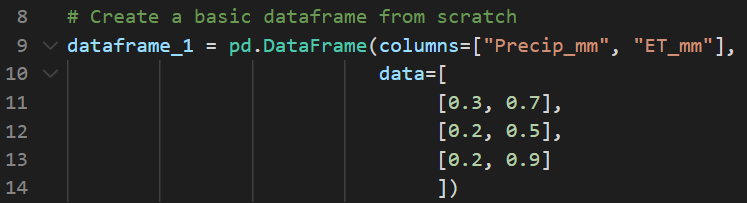 8 # Create a basic dataframe from scratch
9 dataframe_1 = pd.DataFrame(columns=["Precip_mm", "ET_mm"],
10 data=[
11 [0.3, 0.7],
12 [0.2, 0.5],
13 [0.2, 0.9]
14 ])